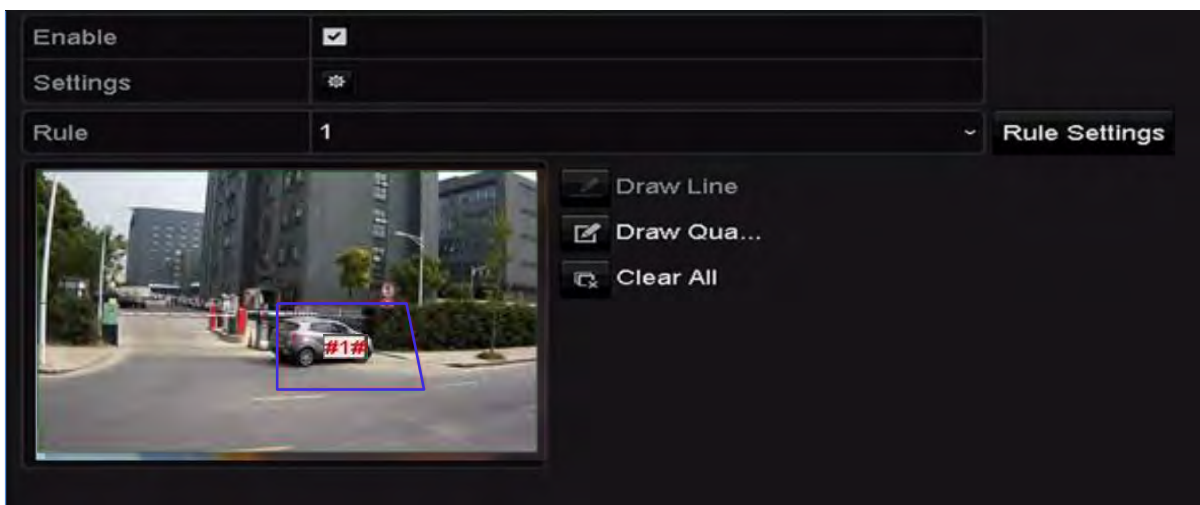 Enable
Settings
Rule 1 Rule Settings
Draw Line
Draw Qua...
Clear All
#1#